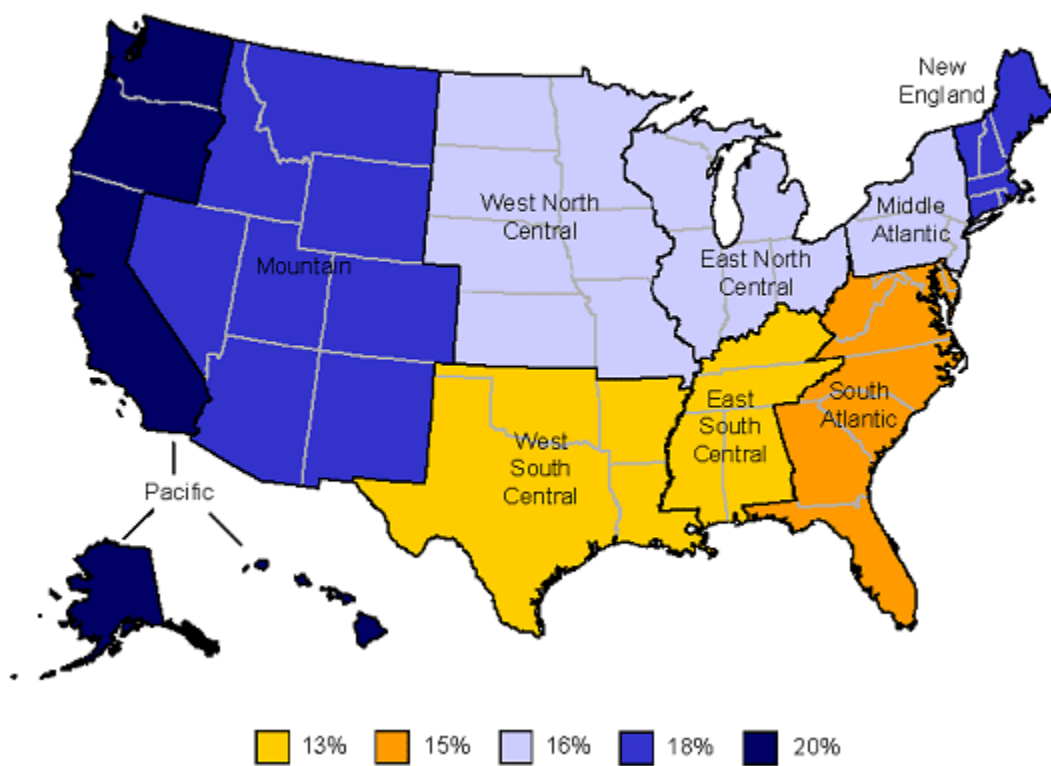 New
England
West North
Central
Middle
Atlantic
Mountain
East North
Central
East
South
Central
South
Atlantic
West
South
Central
Pacific
13%
15%
16%
18%
20%